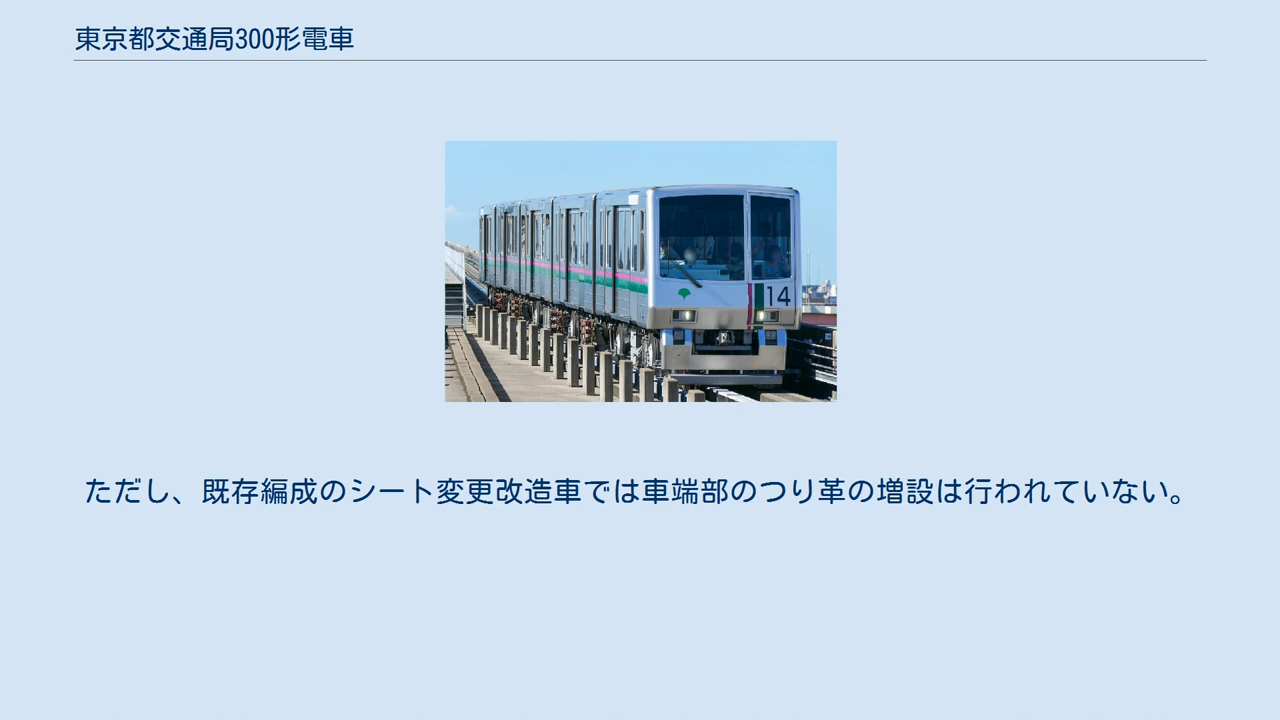 東京都交通局300形電車
14
ただし、既存編成のシート変更改造車では車端部のつり革の増設は行われていない。